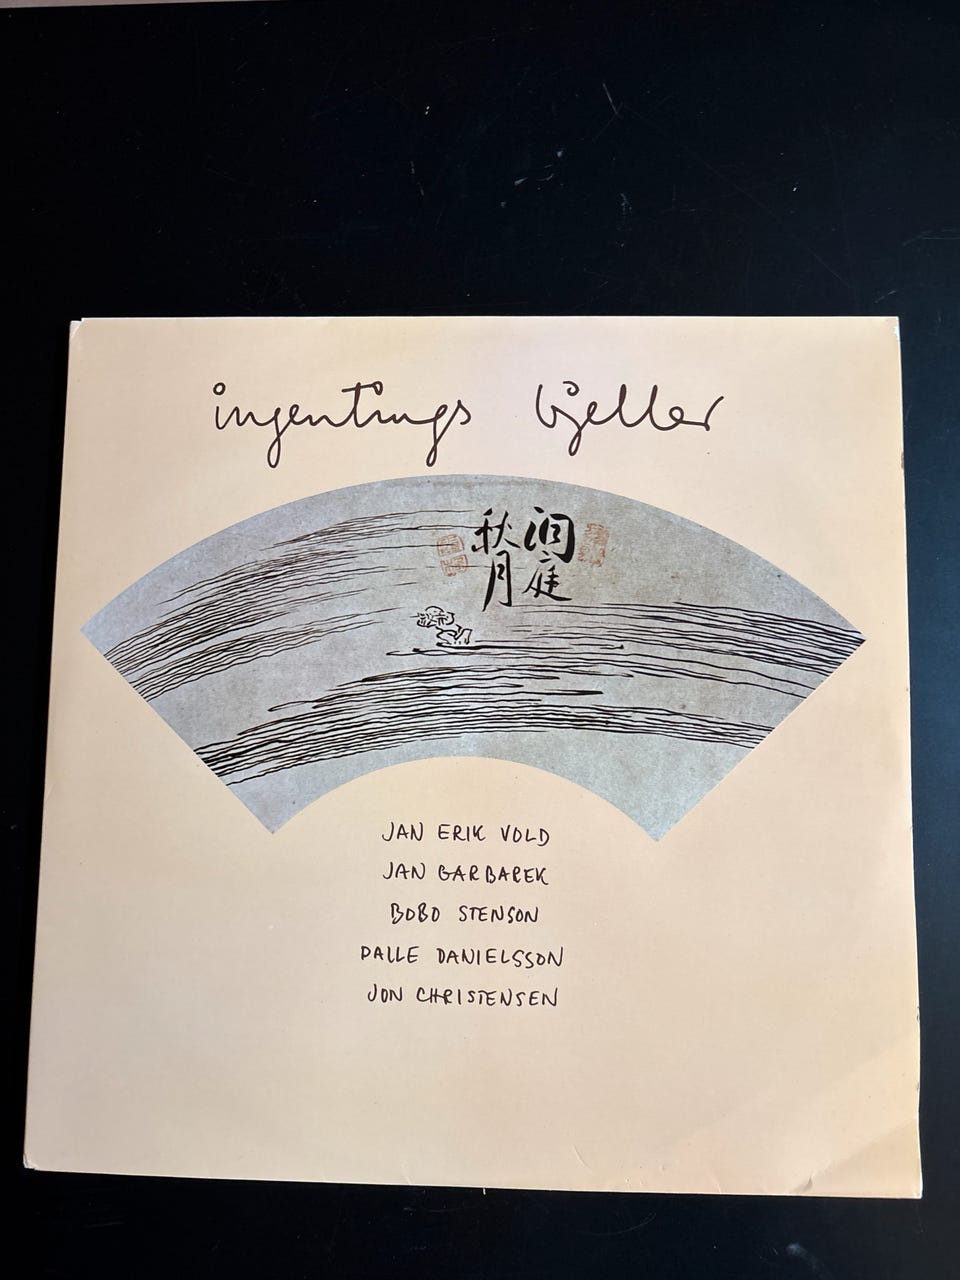 ingentings bjeller
洞庭
秋月
JAN ERIK VOLD
JAN GARBAREK
BOBO STENSON
PALLE DANIELSSON
JON CHRISTENSEN